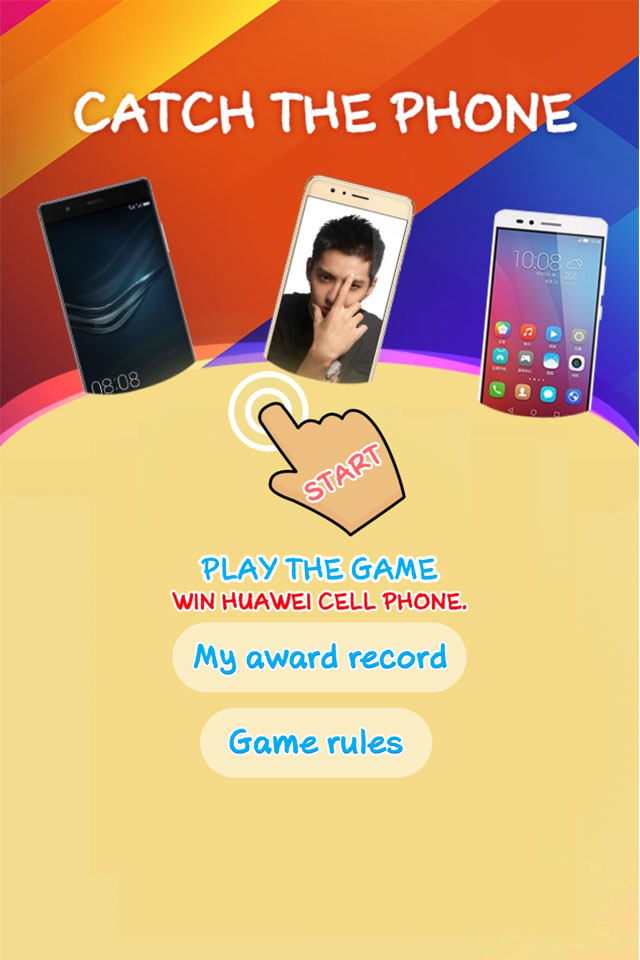 CATCH THE PHONE
08:08
10:08
START
PLAY THE GAME
WIN HUAWEI CELL PHONE.
My award record
Game rules